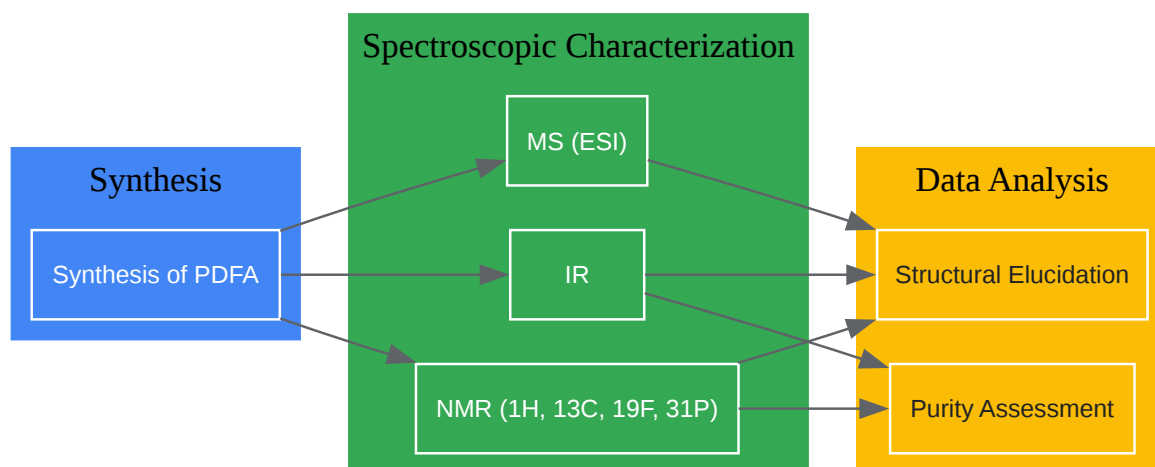 Synthesis
Synthesis of PDFA
Spectroscopic Characterization
MS (ESI)
IR
NMR (1H, 13C, 19F, 31P)
Data Analysis
Structural Elucidation
Purity Assessment